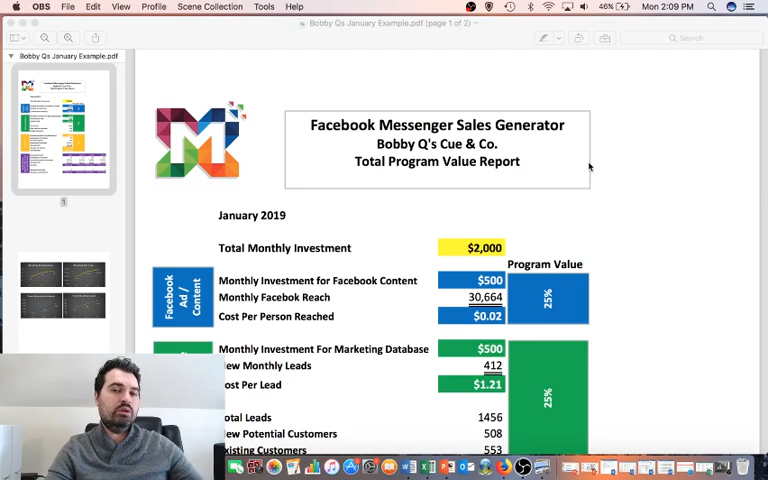 OBS File Edit View Profile Scene Collection Tools Help 46% Mon 2:09 PM
Bobby Qs January Example.pdf (page 1 of 2)
Search
Bobby Qs January Example.pdf
1
Facebook Messenger Sales Generator
Bobby Q's Cue & Co.
Total Program Value Report
January 2019
Total Monthly Investment $2,000
Program Value
Facebook Ad / Content
Monthly Investment for Facebook Content $500
Monthly Facebok Reach 30,664
Cost Per Person Reached $0.02
25%
Monthly Investment For Marketing Database $500
ew Monthly Leads 412
ost Per Lead $1.21
25%
otal Leads 1456
ew Potential Customers 508
xisting Customers 553